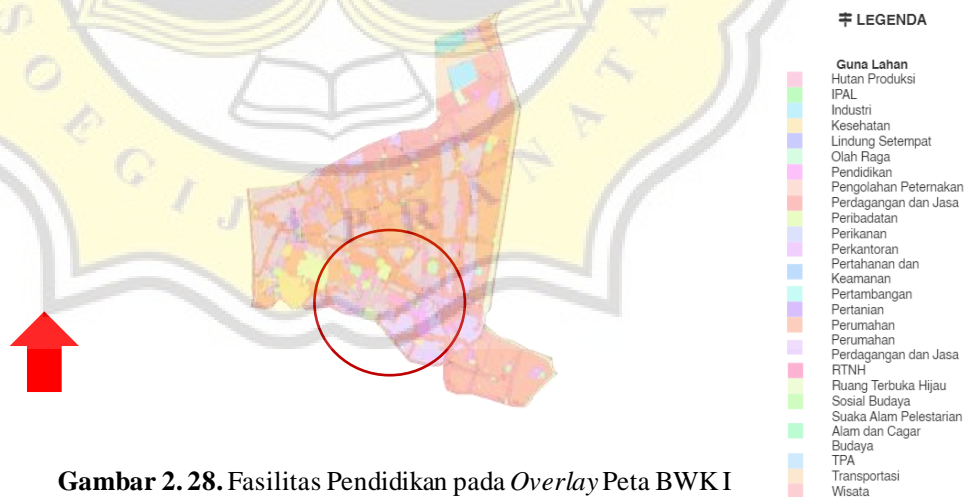 SOEGIJAPRANATA
LEGENDA
Guna Lahan
Hutan Produksi
IPAL
Industri
Kesehatan
Lindung Setempat
Olah Raga
Pendidikan
Pengolahan Peternakan
Perdagangan dan Jasa
Peribadatan
Perikanan
Perkantoran
Pertahanan dan
Keamanan
Pertambangan
Pertanian
Perumahan
Perumahan
Perdagangan dan Jasa
RTNH
Ruang Terbuka Hijau
Sosial Budaya
Suaka Alam Pelestarian
Alam dan Cagar
Budaya
TPA
Transportasi
Wisata
Gambar 2. 28. Fasilitas Pendidikan pada Overlay Peta BWK I